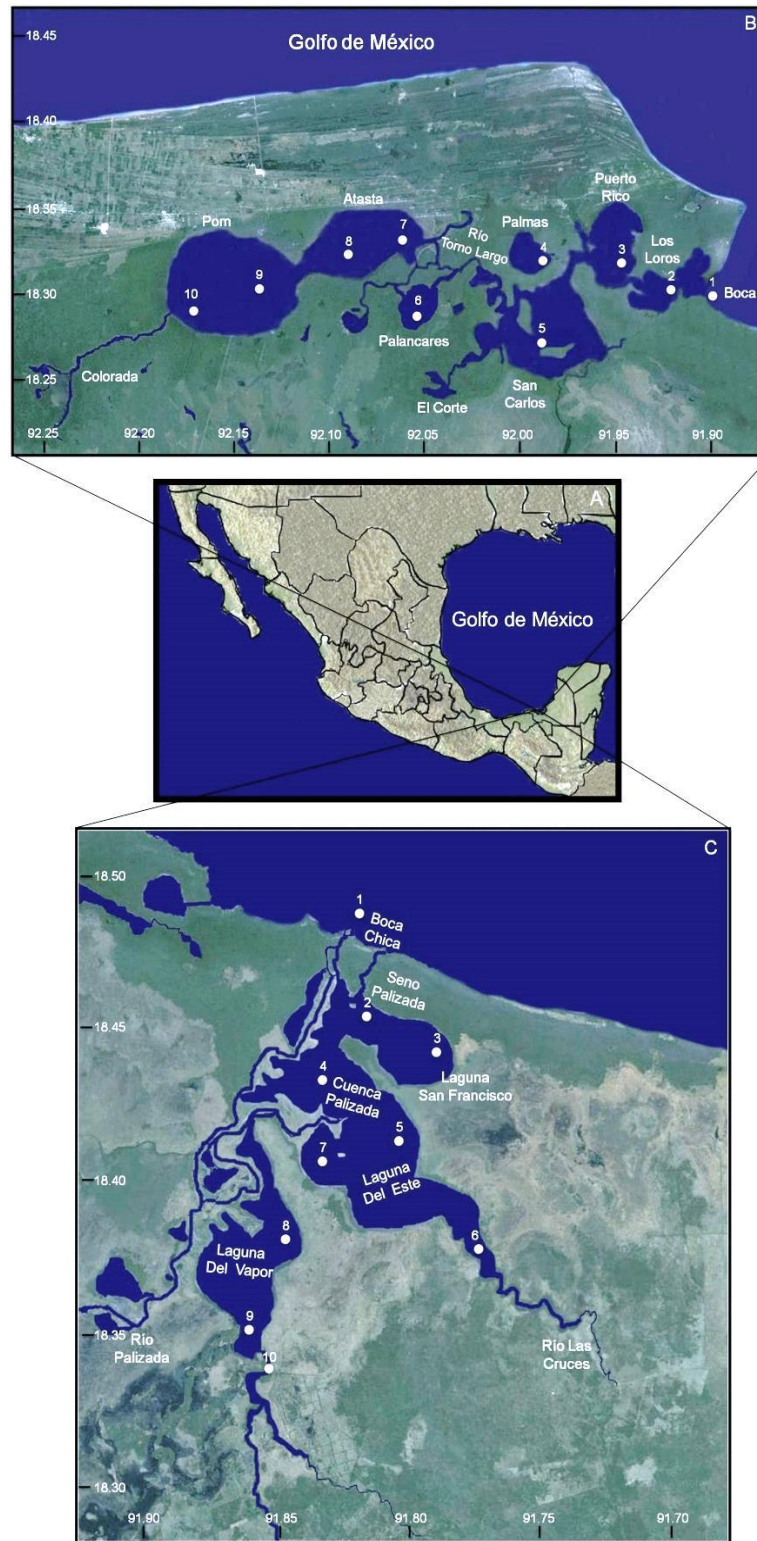 B
18.45
Golfo de México
18.40
18.35
18.30
18.25
Pom
Atasta
Río
Torno Largo
Palmas
Puerto
Rico
Los
Loros
Boca
10
9
8
7
6
5
4
3
2
1
Colorada
Palancares
El Corte
San
Carlos
92.25
92.20
92.15
92.10
92.05
92.00
91.95
91.90
A
Golfo de México
C
18.50
18.45
18.40
18.35
18.30
1
Boca
Chica
Seno
Palizada
2
3
Laguna
San Francisco
4
Cuenca
Palizada
5
7
Laguna
Del Este
8
Laguna
Del Vapor
6
9
10
Río
Palizada
Río Las
Cruces
91.90
91.85
91.80
91.75
91.70